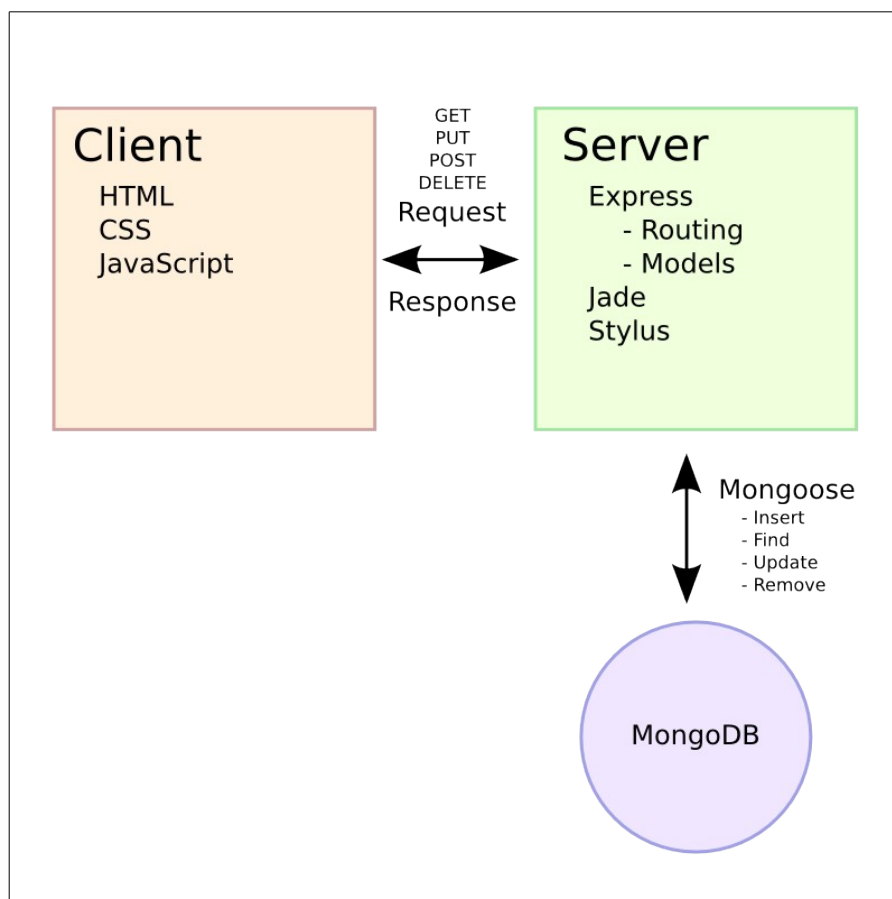 Client
HTML
CSS
JavaScript
GET
PUT
POST
DELETE
Request
Response
Server
Express
- Routing
- Models
Jade
Stylus
Mongoose
- Insert
- Find
- Update
- Remove
MongoDB